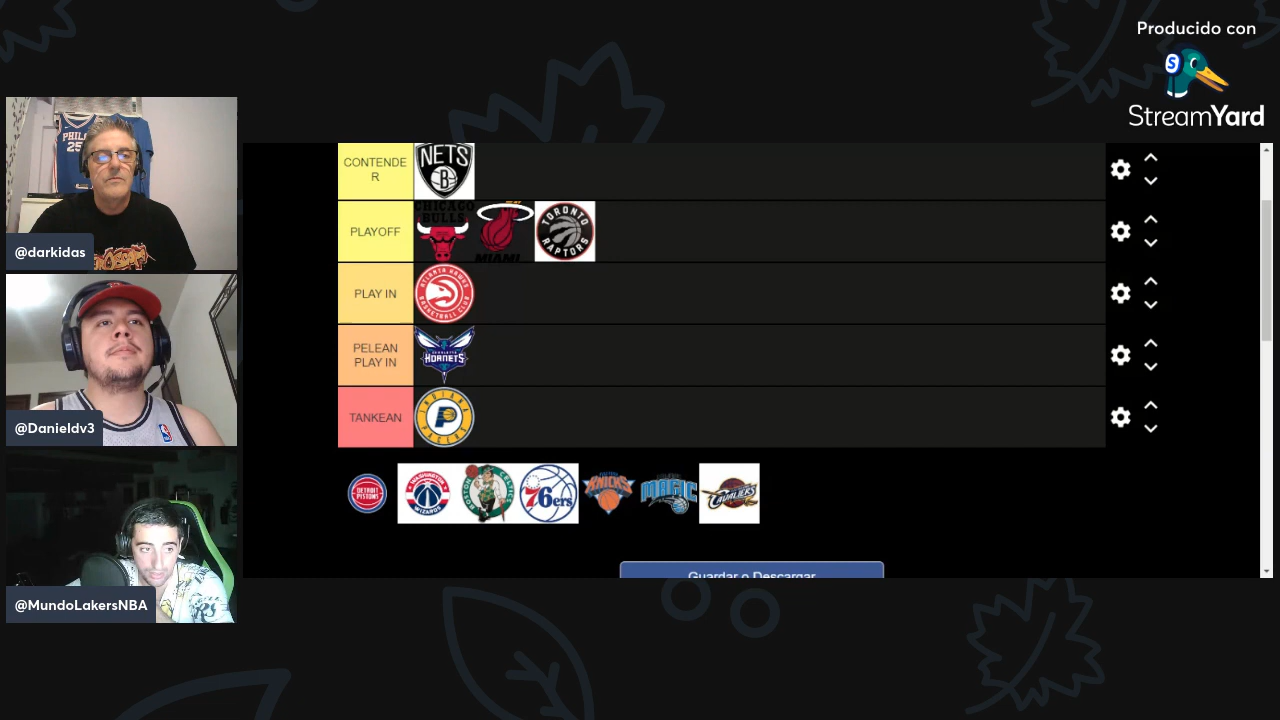 Producido con
S
StreamYard
PHIL
25
@darkidas
@Danieldv3
@MundoLakersNBA
CONTENDE
R
NETS
B
PLAYOFF
CHICAGO
BULLS
MIAMI
TORONTO
RAPTORS
PLAY IN
ATLANTA HAWKS
BASKETBALL CLUB
PELEAN
PLAY IN
HORNETS
TANKEAN
INDIANA
PACERS
DETROIT
PISTONS
WASHINGTON
WIZARDS
BOSTON
CELTICS
76ers
KNICKS
MAGIC
CAVALIERS
Guardar o Descargar